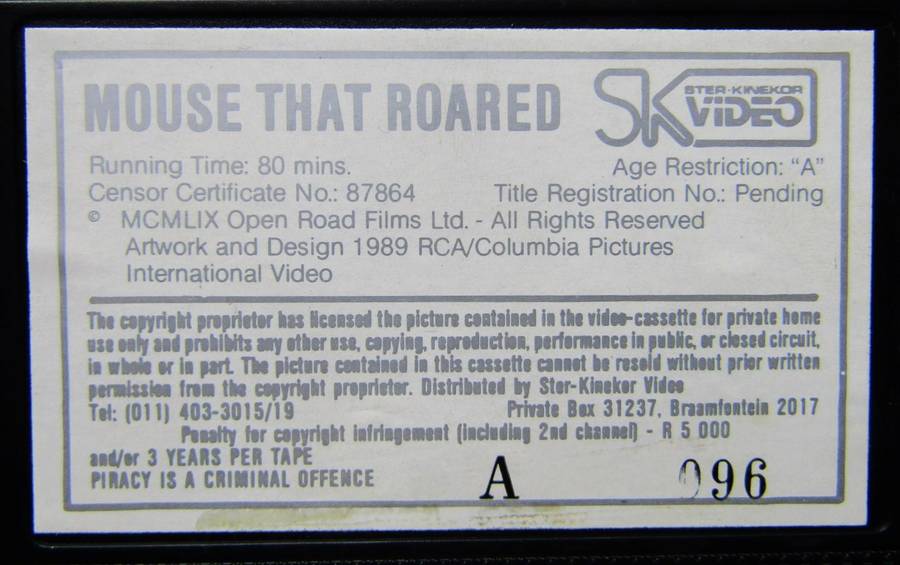 MOUSE THAT ROARED
SK STER-KINEKOR
VIDEO
Running Time: 80 mins. Age Restriction: “A”
Censor Certificate No.: 87864 Title Registration No.: Pending
© MCMLIX Open Road Films Ltd. - All Rights Reserved
Artwork and Design 1989 RCA/Columbia Pictures
International Video
The copyright proprietor has licensed the picture contained in the video-cassette for private home
use only and prohibits any other use, copying, reproduction, performance in public, or closed circuit,
in whole or in part. The picture contained in this cassette cannot be resold without prior written
permission from the copyright proprietor. Distributed by Ster-Kinekor Video
Tel: (011) 403-3015/19 Private Box 31237, Braamfontein 2017
Penalty for copyright infringement (including 2nd channel) - R 5 000
and/or 3 YEARS PER TAPE
PIRACY IS A CRIMINAL OFFENCE
A 096